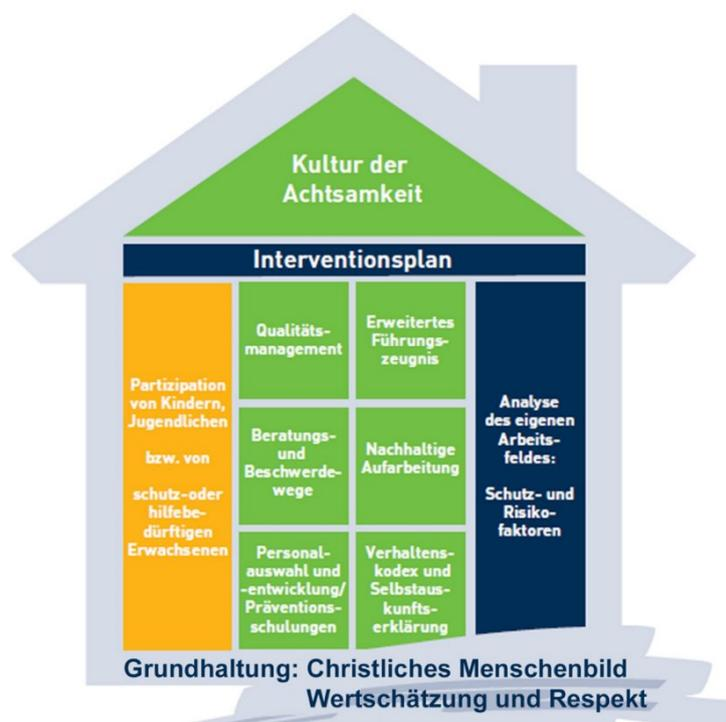 Kultur der
Achtsamkeit
Interventionsplan
Partizipation
von Kindern,
Jugendlichen
bzw. von
schutz-oder
hilfebe-
dürftigen
Erwachsenen
Qualitäts-
management
Erweitertes
Führungs-
zeugnis
Beratungs-
und
Beschwerde-
wege
Nachhaltige
Aufarbeitung
Personal-
auswahl und
-entwicklung/
Präventions-
schulungen
Verhaltens-
kodex und
Selbstaus-
kunfts-
erklärung
Analyse
des eigenen
Arbeits-
feldes:
Schutz- und
Risiko-
faktoren
Grundhaltung: Christliches Menschenbild
Wertschätzung und Respekt